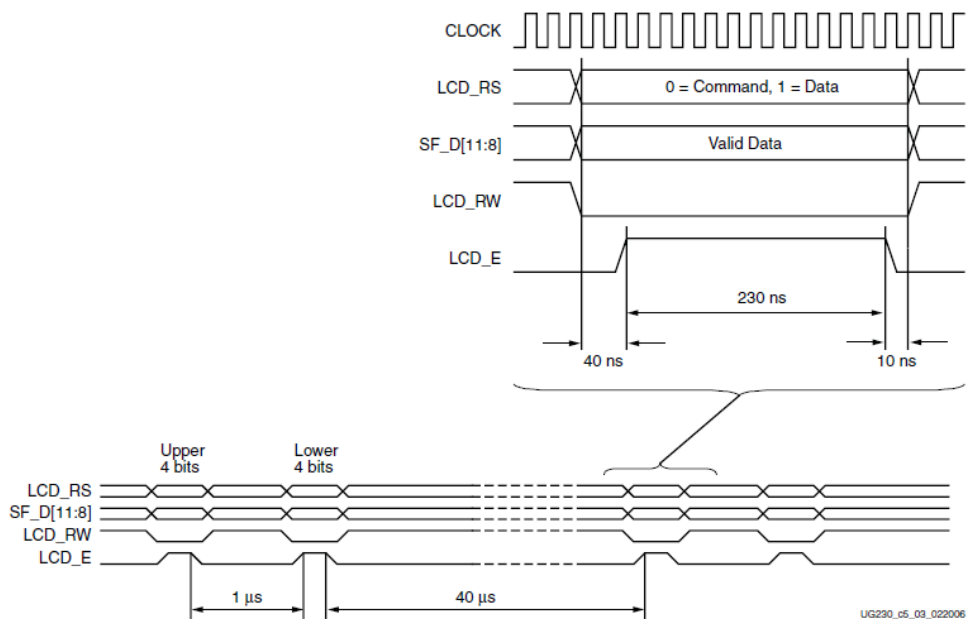 CLOCK
LCD_RS
0 = Command, 1 = Data
SF_D[11:8]
Valid Data
LCD_RW
LCD_E
230 ns
40 ns
10 ns
Upper
4 bits
Lower
4 bits
LCD_RS
SF_D[11:8]
LCD_RW
LCD_E
1 µs
40 µs
UG230_c5_03_022006